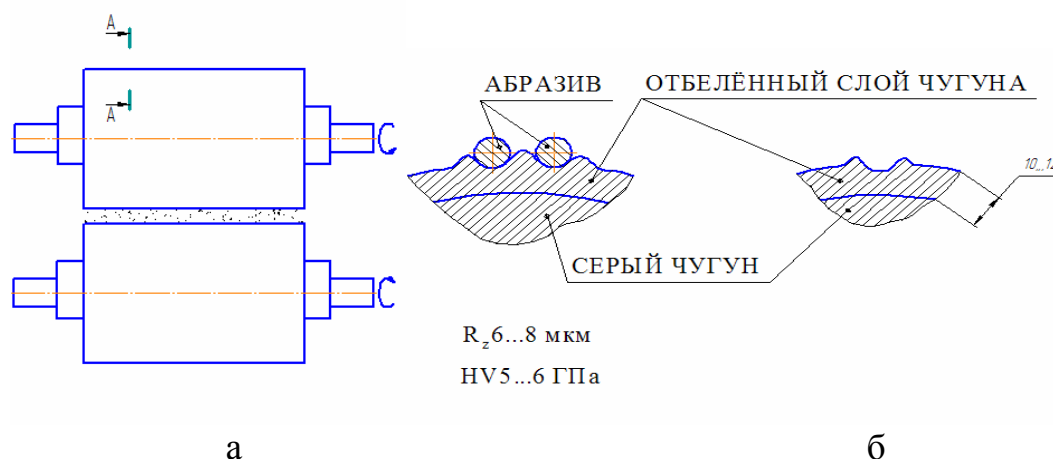 А
А
АБРАЗИВ
ОТБЕЛЁННЫЙ СЛОЙ ЧУГУНА
СЕРЫЙ ЧУГУН
Rz6...8 мкм
HV5...6 ГПа
а
б